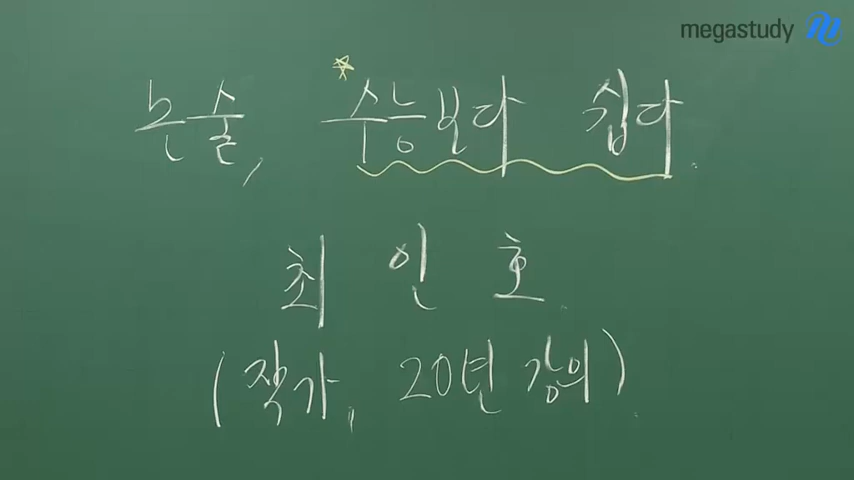 megastudy
논술, 수능보다 쉽다.
최 인 호
(작가, 20년 강의)